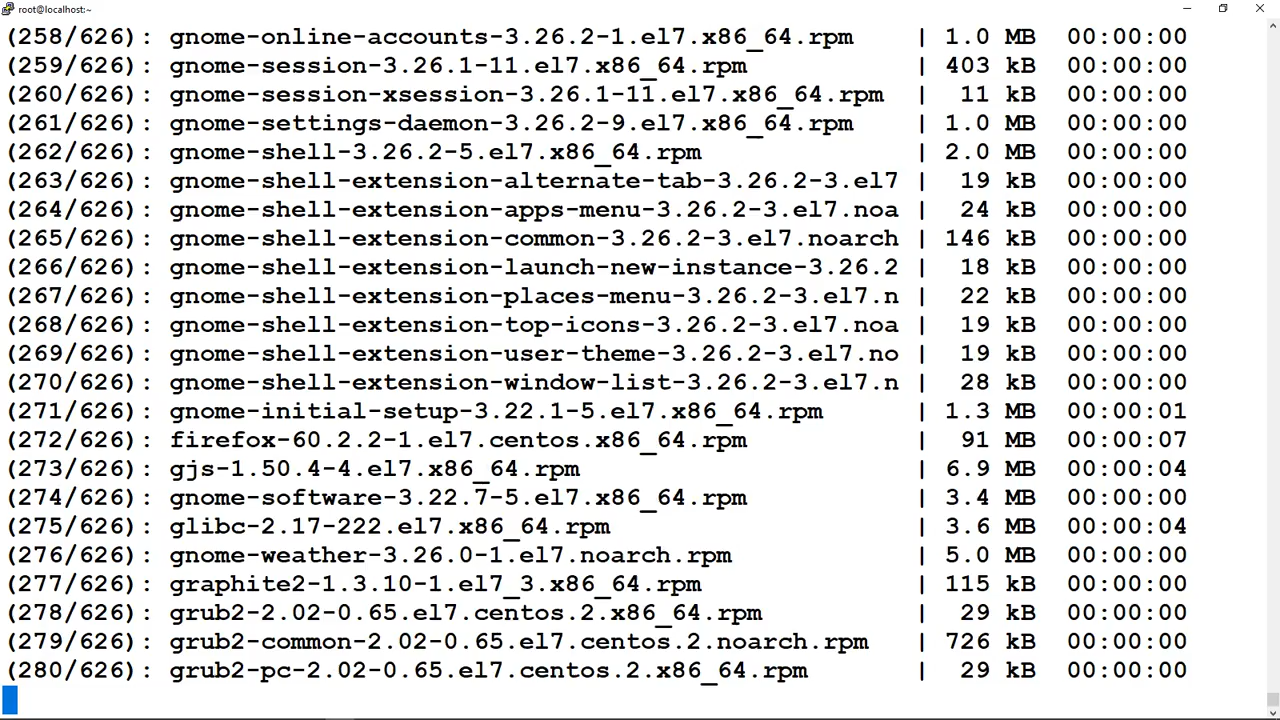 root@localhost:~
(258/626): gnome-online-accounts-3.26.2-1.el7.x86_64.rpm | 1.0 MB 00:00:00
(259/626): gnome-session-3.26.1-11.el7.x86_64.rpm | 403 kB 00:00:00
(260/626): gnome-session-xsession-3.26.1-11.el7.x86_64.rpm | 11 kB 00:00:00
(261/626): gnome-settings-daemon-3.26.2-9.el7.x86_64.rpm | 1.0 MB 00:00:00
(262/626): gnome-shell-3.26.2-5.el7.x86_64.rpm | 2.0 MB 00:00:00
(263/626): gnome-shell-extension-alternate-tab-3.26.2-3.el7 | 19 kB 00:00:00
(264/626): gnome-shell-extension-apps-menu-3.26.2-3.el7.noa | 24 kB 00:00:00
(265/626): gnome-shell-extension-common-3.26.2-3.el7.noarch | 146 kB 00:00:00
(266/626): gnome-shell-extension-launch-new-instance-3.26.2 | 18 kB 00:00:00
(267/626): gnome-shell-extension-places-menu-3.26.2-3.el7.n | 22 kB 00:00:00
(268/626): gnome-shell-extension-top-icons-3.26.2-3.el7.noa | 19 kB 00:00:00
(269/626): gnome-shell-extension-user-theme-3.26.2-3.el7.no | 19 kB 00:00:00
(270/626): gnome-shell-extension-window-list-3.26.2-3.el7.n | 28 kB 00:00:00
(271/626): gnome-initial-setup-3.22.1-5.el7.x86_64.rpm | 1.3 MB 00:00:01
(272/626): firefox-60.2.2-1.el7.centos.x86_64.rpm | 91 MB 00:00:07
(273/626): gjs-1.50.4-4.el7.x86_64.rpm | 6.9 MB 00:00:04
(274/626): gnome-software-3.22.7-5.el7.x86_64.rpm | 3.4 MB 00:00:00
(275/626): glibc-2.17-222.el7.x86_64.rpm | 3.6 MB 00:00:04
(276/626): gnome-weather-3.26.0-1.el7.noarch.rpm | 5.0 MB 00:00:00
(277/626): graphite2-1.3.10-1.el7_3.x86_64.rpm | 115 kB 00:00:00
(278/626): grub2-2.02-0.65.el7.centos.2.x86_64.rpm | 29 kB 00:00:00
(279/626): grub2-common-2.02-0.65.el7.centos.2.noarch.rpm | 726 kB 00:00:00
(280/626): grub2-pc-2.02-0.65.el7.centos.2.x86_64.rpm | 29 kB 00:00:00